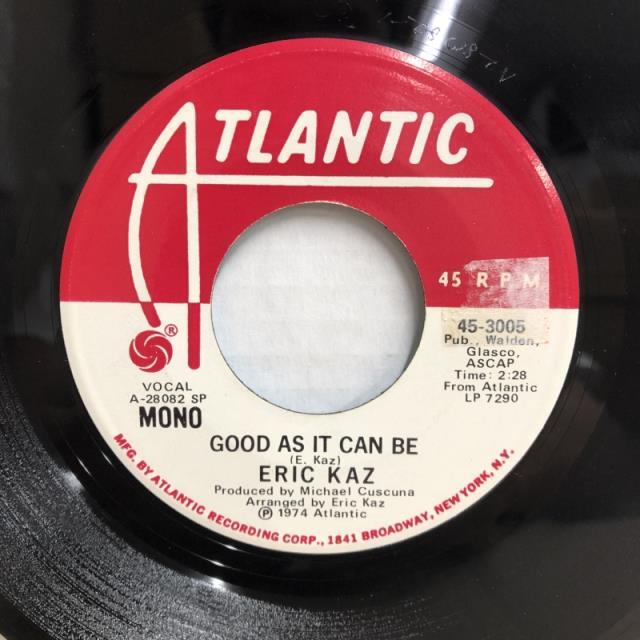 ATLANTIC
45 RPM
45-3005
Pub., Walden,
Glasco,
ASCAP
Time: 2:28
From Atlantic
LP 7290
®
VOCAL
A-28082 SP
MONO
GOOD AS IT CAN BE
(E. Kaz)
ERIC KAZ
Produced by Michael Cuscuna
Arranged by Eric Kaz
Ⓟ 1974 Atlantic
MFG. BY ATLANTIC RECORDING CORP., 1841 BROADWAY, NEW YORK, N.Y.